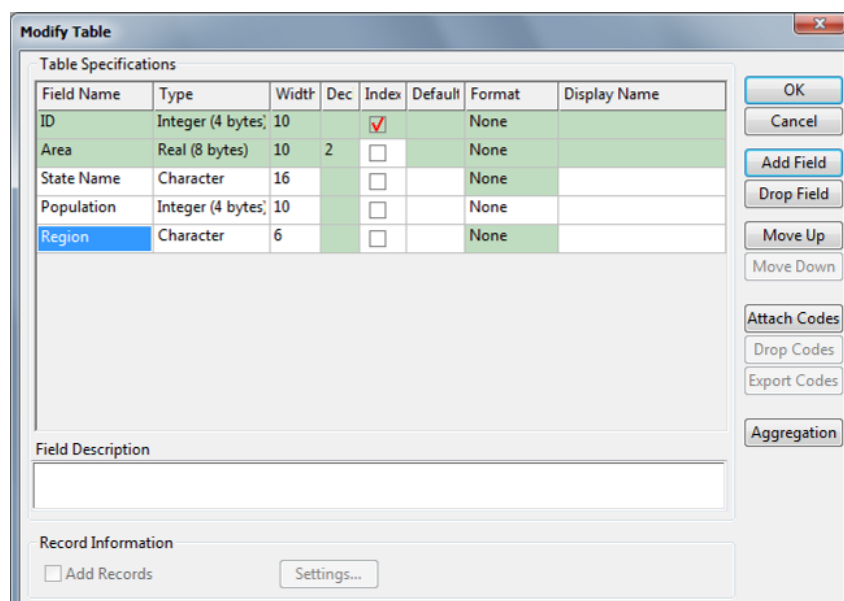 Modify Table
Table Specifications
Field Name Type Width Dec Index Default Format Display Name
ID Integer (4 bytes) 10 None
Area Real (8 bytes) 10 2 None
State Name Character 16 None
Population Integer (4 bytes) 10 None
Region Character 6 None
OK
Cancel
Add Field
Drop Field
Move Up
Move Down
Attach Codes
Drop Codes
Export Codes
Aggregation
Field Description
Record Information
Add Records Settings...